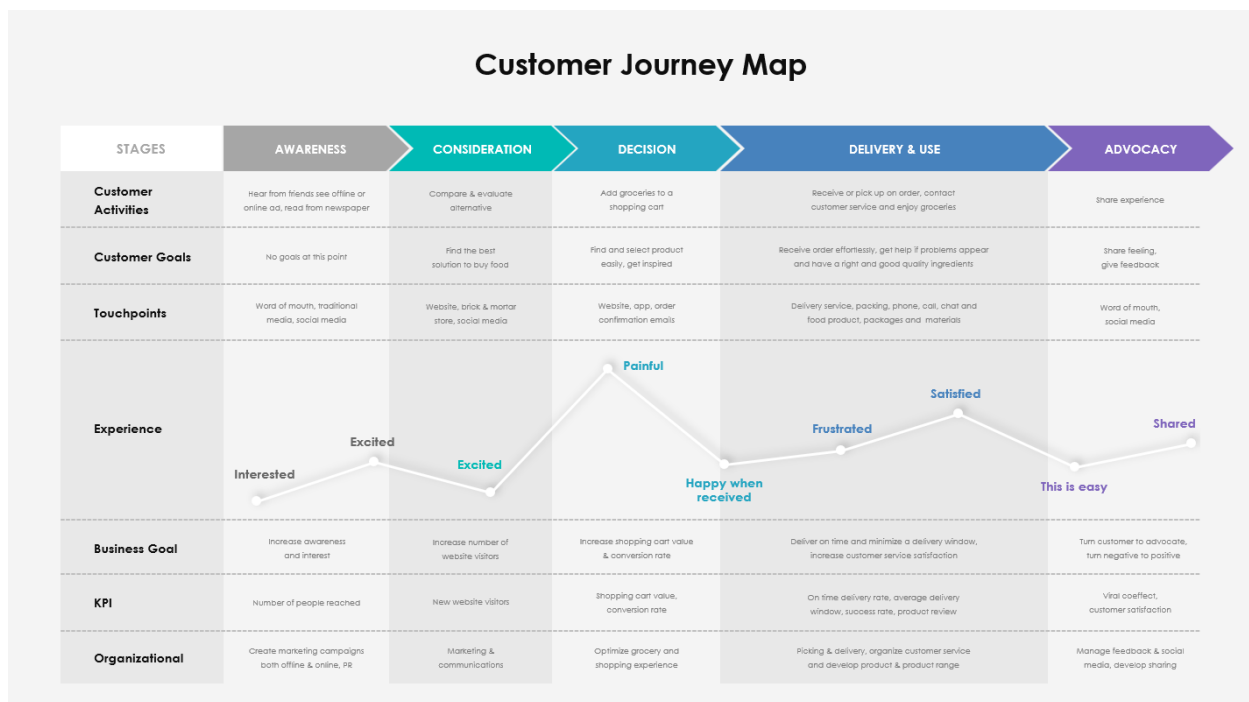 Customer Journey Map
STAGES
AWARENESS
CONSIDERATION
DECISION
DELIVERY & USE
ADVOCACY
Customer
Activities
Hear from friends see offline or
online ad, read from newspaper
Compare & evaluate
alternative
Add groceries to a
shopping cart
Receive or pick up on order, contact
customer service and enjoy groceries
Share experience
Customer Goals
No goals at this point
Find the best
solution to buy food
Find and select product
easily, get inspired
Receive order effortlessly, get help if problems appear
and have a right and good quality ingredients
Share feeling,
give feedback
Touchpoints
Word of mouth, traditional
media, social media
Website, brick & mortar
store, social media
Website, app, order
confirmation emails
Delivery service, packing, phone, call, chat and
food product, packages and materials
Word of mouth,
social media
Experience
Interested
Excited
Excited
Painful
Happy when
received
Frustrated
Satisfied
This is easy
Shared
Business Goal
Increase awareness
and interest
Increase number of
website visitors
Increase shopping cart value
& conversion rate
Deliver on time and minimize a delivery window,
increase customer service satisfaction
Turn customer to advocate,
turn negative to positive
KPI
Number of people reached
New website visitors
Shopping cart value,
conversion rate
On time delivery rate, average delivery
window, success rate, product review
Viral coeffect,
customer satisfaction
Organizational
Create marketing campaigns
both offline & online, PR
Marketing &
communications
Optimize grocery and
shopping experience
Picking & delivery, organize customer service
and develop product & product range
Manage feedback & social
media, develop sharing